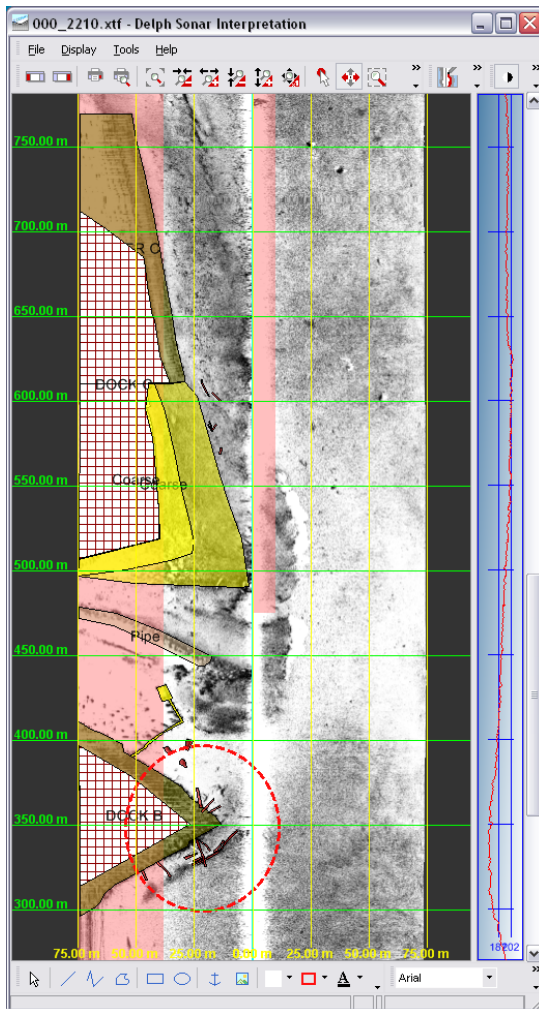 000_2210.xtf - Delph Sonar Interpretation
File Display Tools Help
750.00 m
700.00 m
650.00 m
DOCK C
600.00 m
550.00 m
Coarse
Coarse
500.00 m
Pipe
450.00 m
400.00 m
DOCK B
350.00 m
300.00 m
75.00 m 50.00 m 25.00 m 0.00 m 25.00 m 50.00 m 75.00 m
A Arial